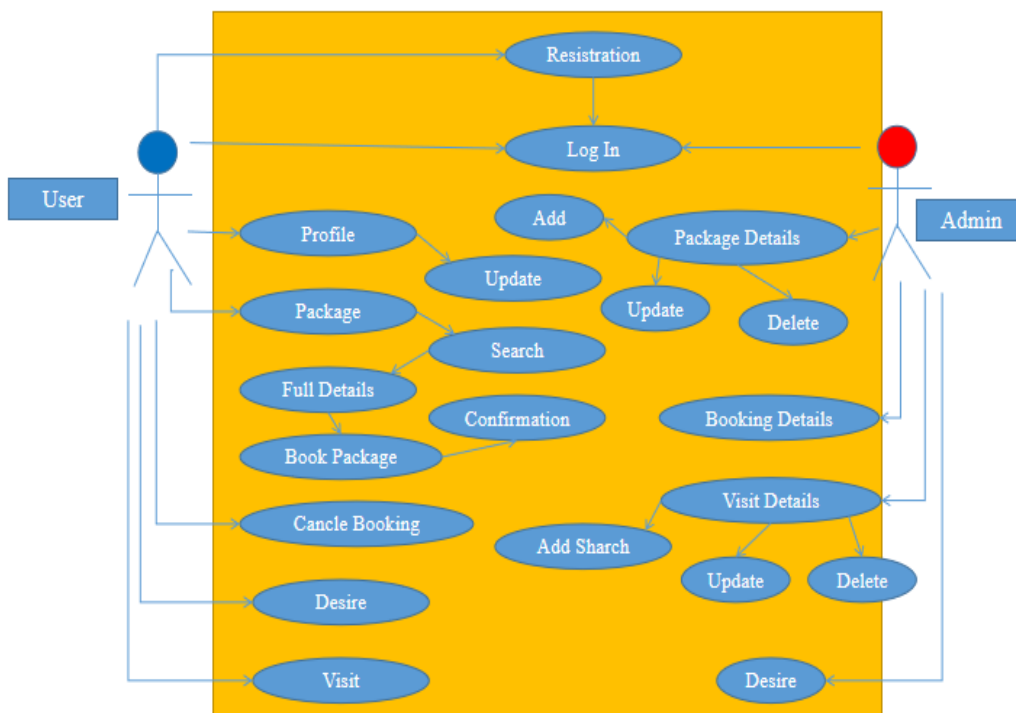 Resistration
Log In
User
Add
Profile
Package Details
Admin
Update
Update
Package
Delete
Search
Full Details
Confirmation
Booking Details
Book Package
Visit Details
Cancle Booking
Add Sharch
Update
Delete
Desire
Visit
Desire